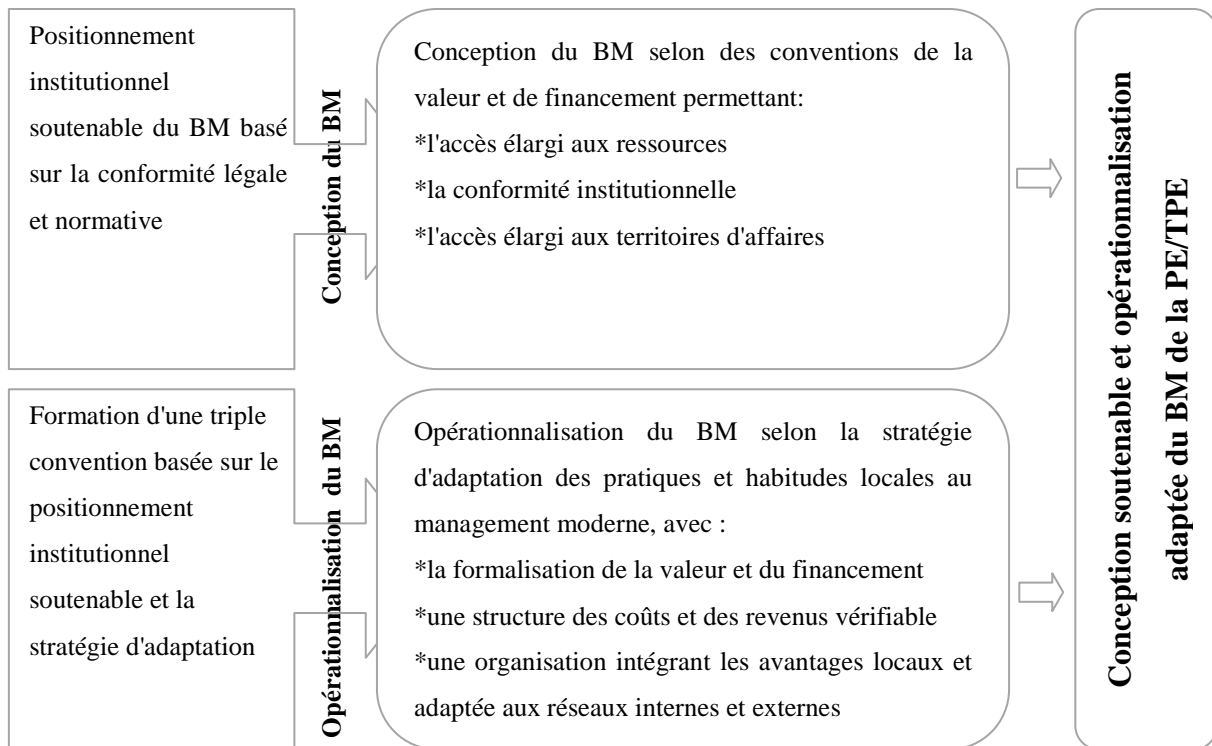 Positionnement
institutionnel
soutenable du BM basé
sur la conformité légale
et normative
Conception du BM
Conception du BM selon des conventions de la
valeur et de financement permettant:
*l'accès élargi aux ressources
*la conformité institutionnelle
*l'accès élargi aux territoires d'affaires
Formation d'une triple
convention basée sur le
positionnement
institutionnel
soutenable et la
stratégie d'adaptation
Opérationnalisation du BM
Opérationnalisation du BM selon la stratégie
d'adaptation des pratiques et habitudes locales au
management moderne, avec :
*la formalisation de la valeur et du financement
*une structure des coûts et des revenus vérifiable
*une organisation intégrant les avantages locaux et
adaptée aux réseaux internes et externes
Conception soutenable et opérationnalisation
adaptée du BM de la PE/TPE